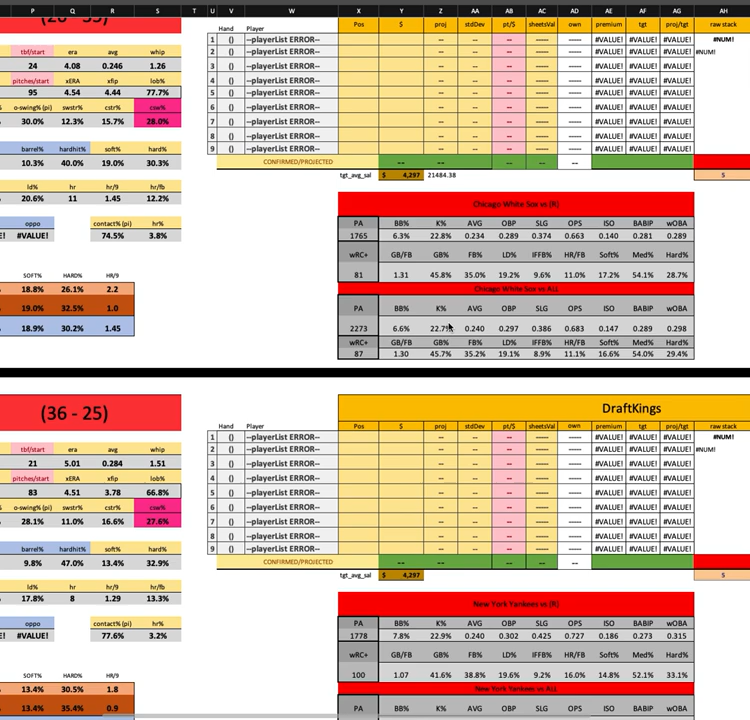 P Q R S T U V W X Y Z AA AB AC AD AE AF AG AH
Hand Player Pos $ proj stdDev pt/$ sheetsVal own premium tgt proj/tgt raw stack
tbf/start era avg whip
1 () --playerList ERROR-- -- -- -- ----- ----- #VALUE! #VALUE! #VALUE! #NUM!
24 4.08 0.246 1.26
2 () --playerList ERROR-- -- -- -- ----- ----- #VALUE! #VALUE! #VALUE! #NUM!
pitches/start xERA xfip lob%
3 () --playerList ERROR-- -- -- -- ----- ----- #VALUE! #VALUE! #VALUE!
4 () --playerList ERROR-- -- -- -- ----- ----- #VALUE! #VALUE! #VALUE!
95 4.54 4.44 77.7%
5 () --playerList ERROR-- -- -- -- ----- ----- #VALUE! #VALUE! #VALUE!
o-swing% (pi) swstr% cstr% csw%
6 () --playerList ERROR-- -- -- -- ----- ----- #VALUE! #VALUE! #VALUE!
30.0% 12.3% 15.7% 28.0%
7 () --playerList ERROR-- -- -- -- ----- ----- #VALUE! #VALUE! #VALUE!
8 () --playerList ERROR-- -- -- -- ----- ----- #VALUE! #VALUE! #VALUE!
barrel% hardhit% soft% hard%
9 () --playerList ERROR-- -- -- -- ----- ----- #VALUE! #VALUE! #VALUE!
10.3% 40.0% 19.0% 30.3%
CONFIRMED/PROJECTED -- -- -- -- --
tgt_avg_sal $ 4,297 21484.38 $
ld% hr hr/9 hr/fb
20.6% 11 1.45 12.2%
Chicago White Sox vs (R)
oppo contact% (pi) hr%
PA BB% K% AVG OBP SLG OPS ISO BABIP wOBA
#VALUE! 74.5% 3.8%
1765 6.3% 22.8% 0.234 0.289 0.374 0.663 0.140 0.281 0.289
wRC+ GB/FB GB% FB% LD% IFFB% HR/FB Soft% Med% Hard%
SOFT% HARD% HR/9
81 1.31 45.8% 35.0% 19.2% 9.6% 11.0% 17.2% 54.1% 28.7%
18.8% 26.1% 2.2
Chicago White Sox vs ALL
19.0% 32.5% 1.0
PA BB% K% AVG OBP SLG OPS ISO BABIP wOBA
18.9% 30.2% 1.45
2273 6.6% 22.7% 0.240 0.297 0.386 0.683 0.147 0.289 0.298
wRC+ GB/FB GB% FB% LD% IFFB% HR/FB Soft% Med% Hard%
87 1.30 45.7% 35.2% 19.1% 8.9% 11.1% 16.6% 54.0% 29.4%
(36 - 25)
DraftKings
Hand Player Pos $ proj stdDev pt/$ sheetsVal own premium tgt proj/tgt raw stack
1 () --playerList ERROR-- -- -- -- ----- ----- #VALUE! #VALUE! #VALUE! #NUM!
tbf/start era avg whip
2 () --playerList ERROR-- -- -- -- ----- ----- #VALUE! #VALUE! #VALUE! #NUM!
21 5.01 0.284 1.51
3 () --playerList ERROR-- -- -- -- ----- ----- #VALUE! #VALUE! #VALUE!
pitches/start xERA xfip lob%
4 () --playerList ERROR-- -- -- -- ----- ----- #VALUE! #VALUE! #VALUE!
83 4.51 3.78 66.8%
5 () --playerList ERROR-- -- -- -- ----- ----- #VALUE! #VALUE! #VALUE!
o-swing% (pi) swstr% cstr% csw%
6 () --playerList ERROR-- -- -- -- ----- ----- #VALUE! #VALUE! #VALUE!
28.1% 11.0% 16.6% 27.6%
7 () --playerList ERROR-- -- -- -- ----- ----- #VALUE! #VALUE! #VALUE!
8 () --playerList ERROR-- -- -- -- ----- ----- #VALUE! #VALUE! #VALUE!
barrel% hardhit% soft% hard%
9 () --playerList ERROR-- -- -- -- ----- ----- #VALUE! #VALUE! #VALUE!
9.8% 47.0% 13.4% 32.9%
CONFIRMED/PROJECTED -- -- -- -- --
tgt_avg_sal $ 4,297 $
ld% hr hr/9 hr/fb
17.8% 8 1.29 13.3%
New York Yankees vs (R)
oppo contact% (pi) hr%
PA BB% K% AVG OBP SLG OPS ISO BABIP wOBA
#VALUE! 77.6% 3.2%
1778 7.8% 22.9% 0.240 0.302 0.425 0.727 0.186 0.273 0.315
wRC+ GB/FB GB% FB% LD% IFFB% HR/FB Soft% Med% Hard%
SOFT% HARD% HR/9
100 1.07 41.6% 38.8% 19.6% 9.2% 16.0% 14.8% 52.1% 33.1%
13.4% 30.5% 1.8
New York Yankees vs ALL
13.4% 35.4% 0.9
PA BB% K% AVG OBP SLG OPS ISO BABIP wOBA